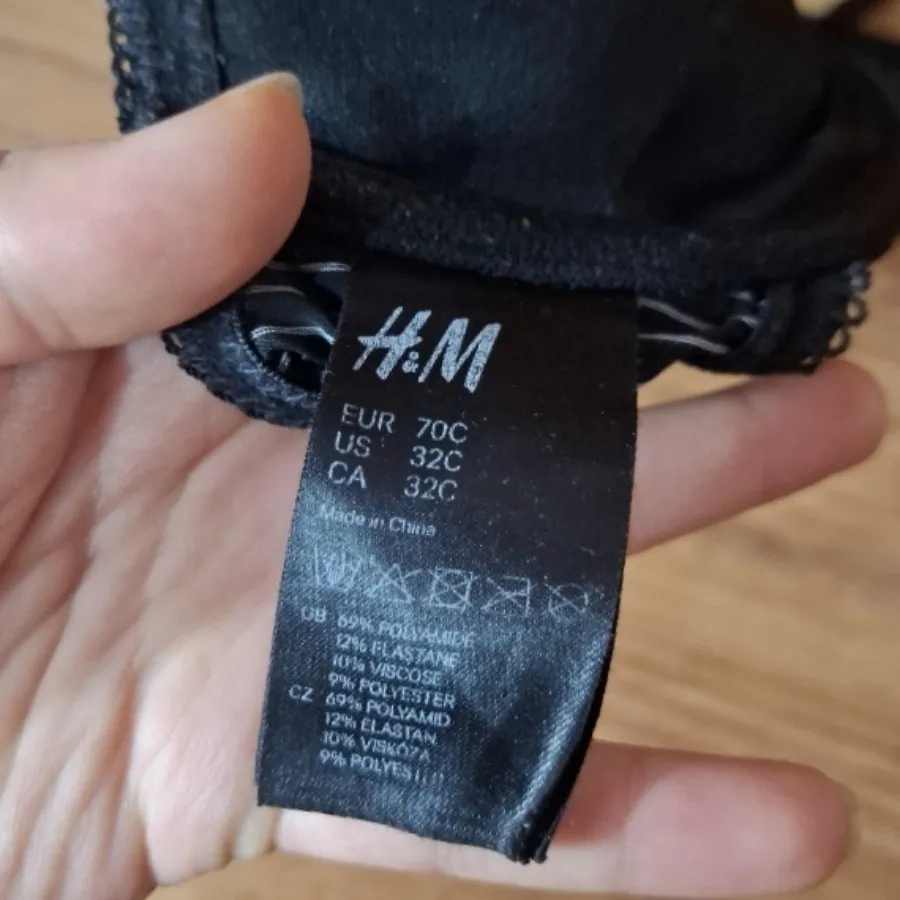 H&M
EUR 70C
US 32C
CA 32C
Made in China
GB 69% POLYAMIDE
12% ELASTANE
10% VISCOSE
9% POLYESTER
CZ 69% POLYAMID
12% ELASTAN
10% VISKÓZA
9%